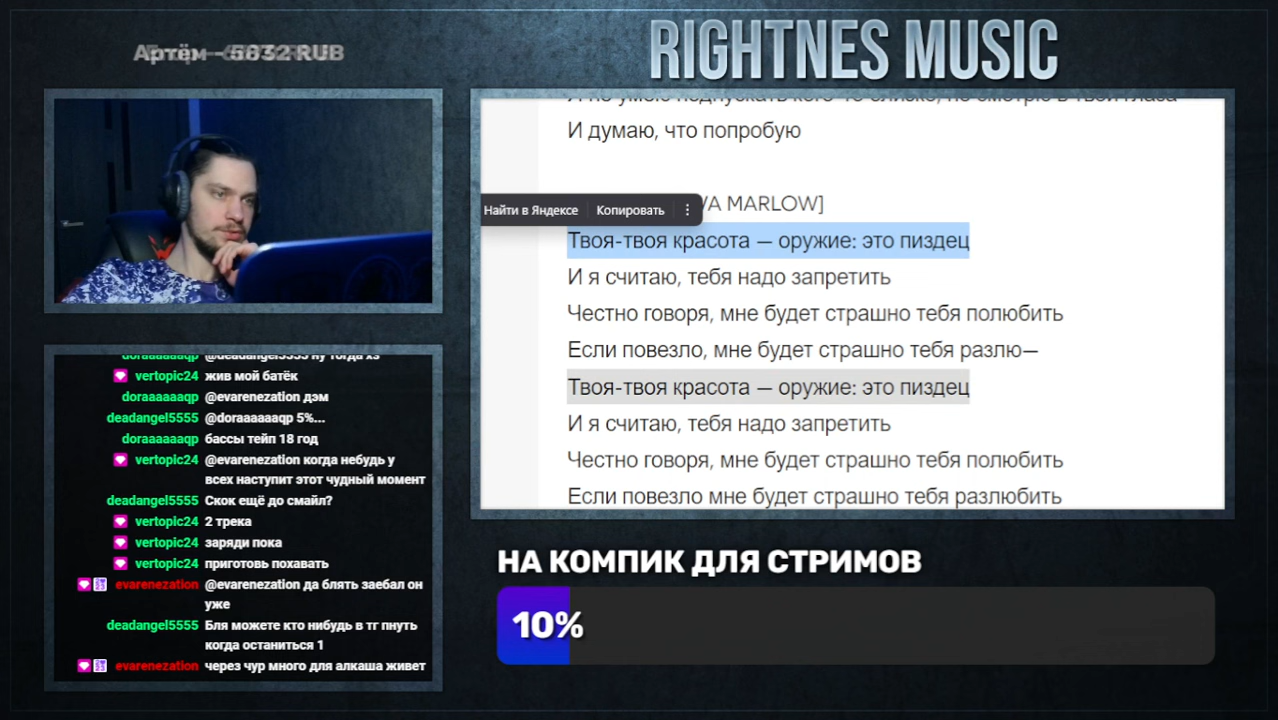 RIGHTNES MUSIC
И думаю, что попробую
Найти в Яндексе Копировать
VA MARLOW]
Твоя-твоя красота — оружие: это пиздец
И я считаю, тебя надо запретить
Честно говоря, мне будет страшно тебя полюбить
Если повезло, мне будет страшно тебя разлю—
Твоя-твоя красота — оружие: это пиздец
И я считаю, тебя надо запретить
Честно говоря, мне будет страшно тебя полюбить
Если повезло мне будет страшно тебя разлюбить
doraaaaaaqp @deadangel5555 ну тогда хз
vertopic24 жив мой батёк
doraaaaaaqp @evarenezation дэм
deadangel5555 @doraaaaaaqp 5%...
doraaaaaaqp бассы тейп 18 год
vertopic24 @evarenezation когда небудь у
всех наступит этот чудный момент
deadangel5555 Скок ещё до смайл?
vertopic24 2 трека
vertopic24 заряди пока
vertopic24 приготовь похавать
evarenezation @evarenezation да блять заебал он
уже
deadangel5555 Бля можете кто нибудь в тг пнуть
когда останиться 1
evarenezation через чур много для алкаша живет
НА КОМПИК ДЛЯ СТРИМОВ
10%